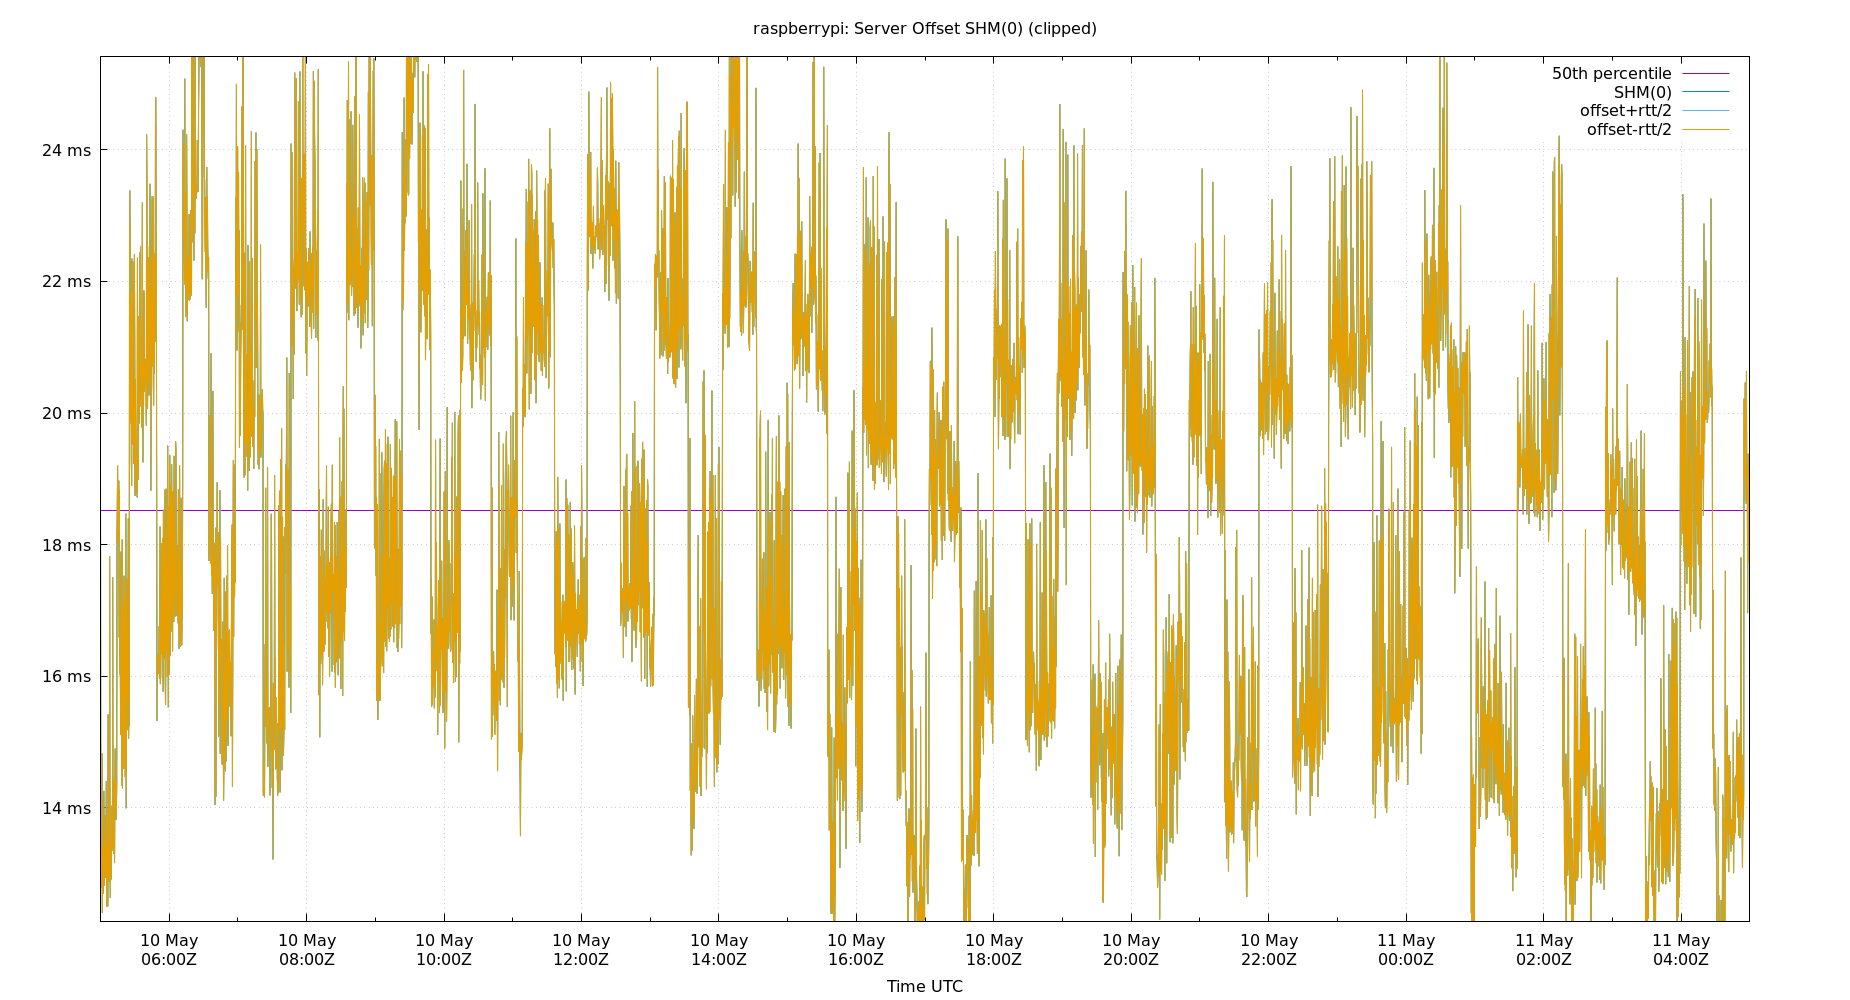 raspberrypi: Server Offset SHM(0) (clipped)
50th percentile
SHM(0)
offset+rtt/2
offset-rtt/2
24 ms
22 ms
20 ms
18 ms
16 ms
14 ms
10 May 10 May 10 May 10 May 10 May 10 May 10 May 10 May 10 May 11 May 11 May 11 May
06:00Z 08:00Z 10:00Z 12:00Z 14:00Z 16:00Z 18:00Z 20:00Z 22:00Z 00:00Z 02:00Z 04:00Z
Time UTC